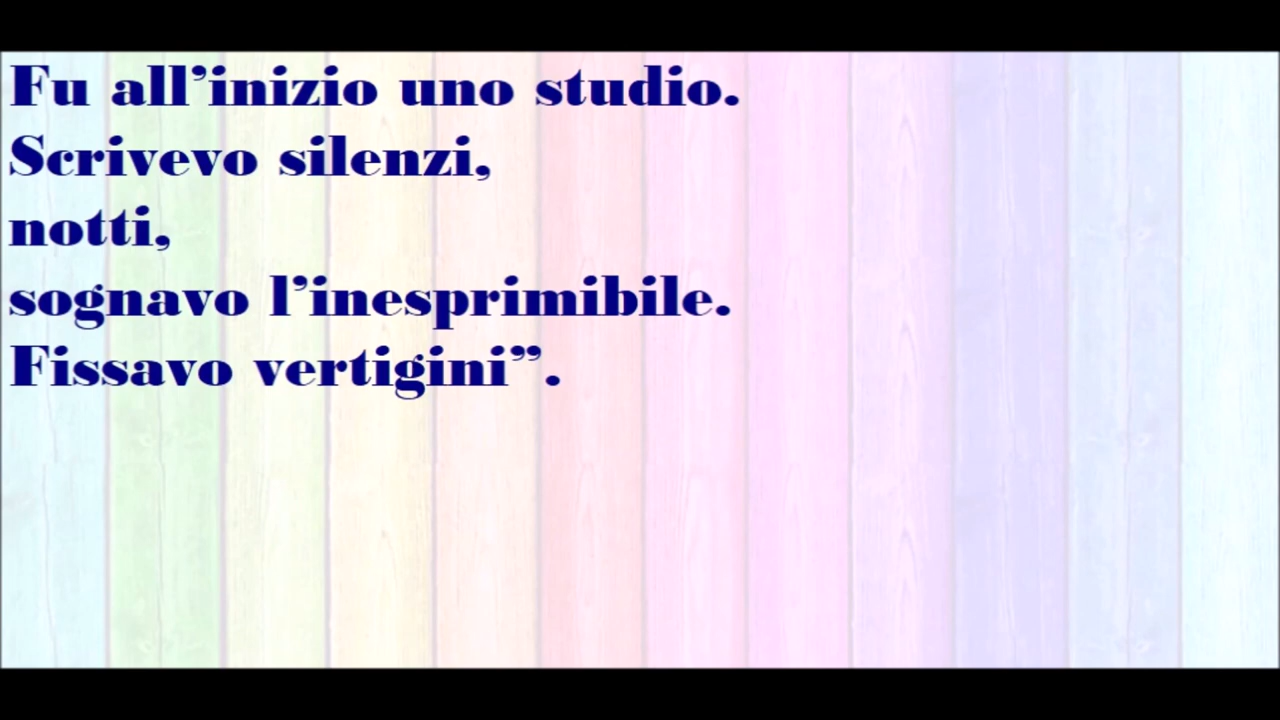 Fu all’inizio uno studio.
Scrivevo silenzi,
notti,
sognavo l’inesprimibile.
Fissavo vertigini”.